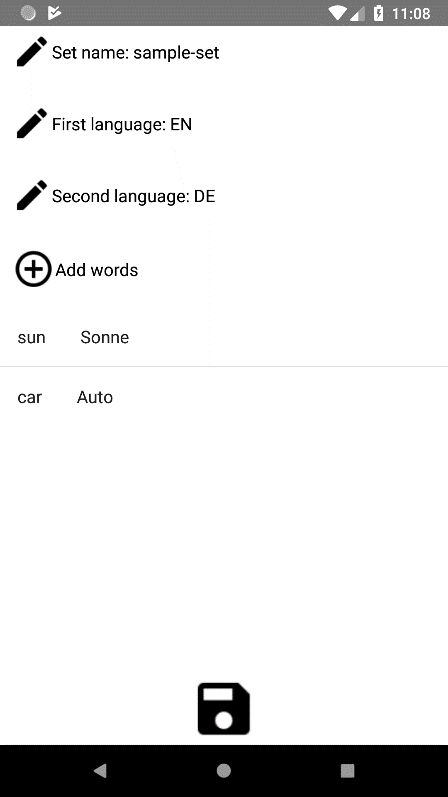 11:08
Set name: sample-set
First language: EN
Second language: DE
Add words
sun Sonne
car Auto